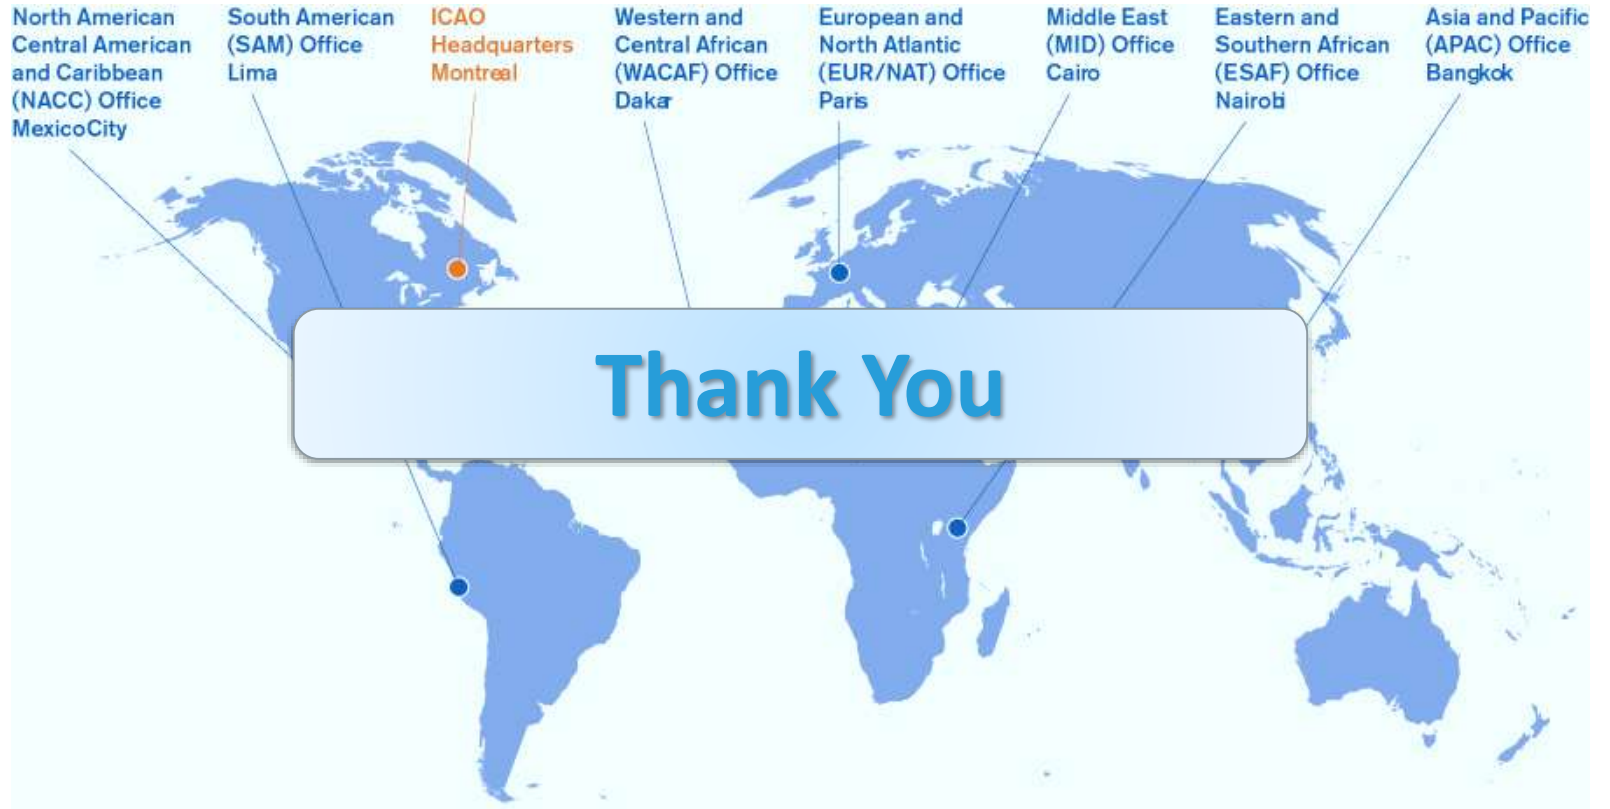 North American
Central American
and Caribbean
(NACC) Office
MexicoCity
South American
(SAM) Office
Lima
ICAO
Headquarters
Montreal
Western and
Central African
(WACAF) Office
Dakar
European and
North Atlantic
(EUR/NAT) Office
Paris
Middle East
(MID) Office
Cairo
Eastern and
Southern African
(ESAF) Office
Nairobi
Asia and Pacific
(APAC) Office
Bangkok
Thank You